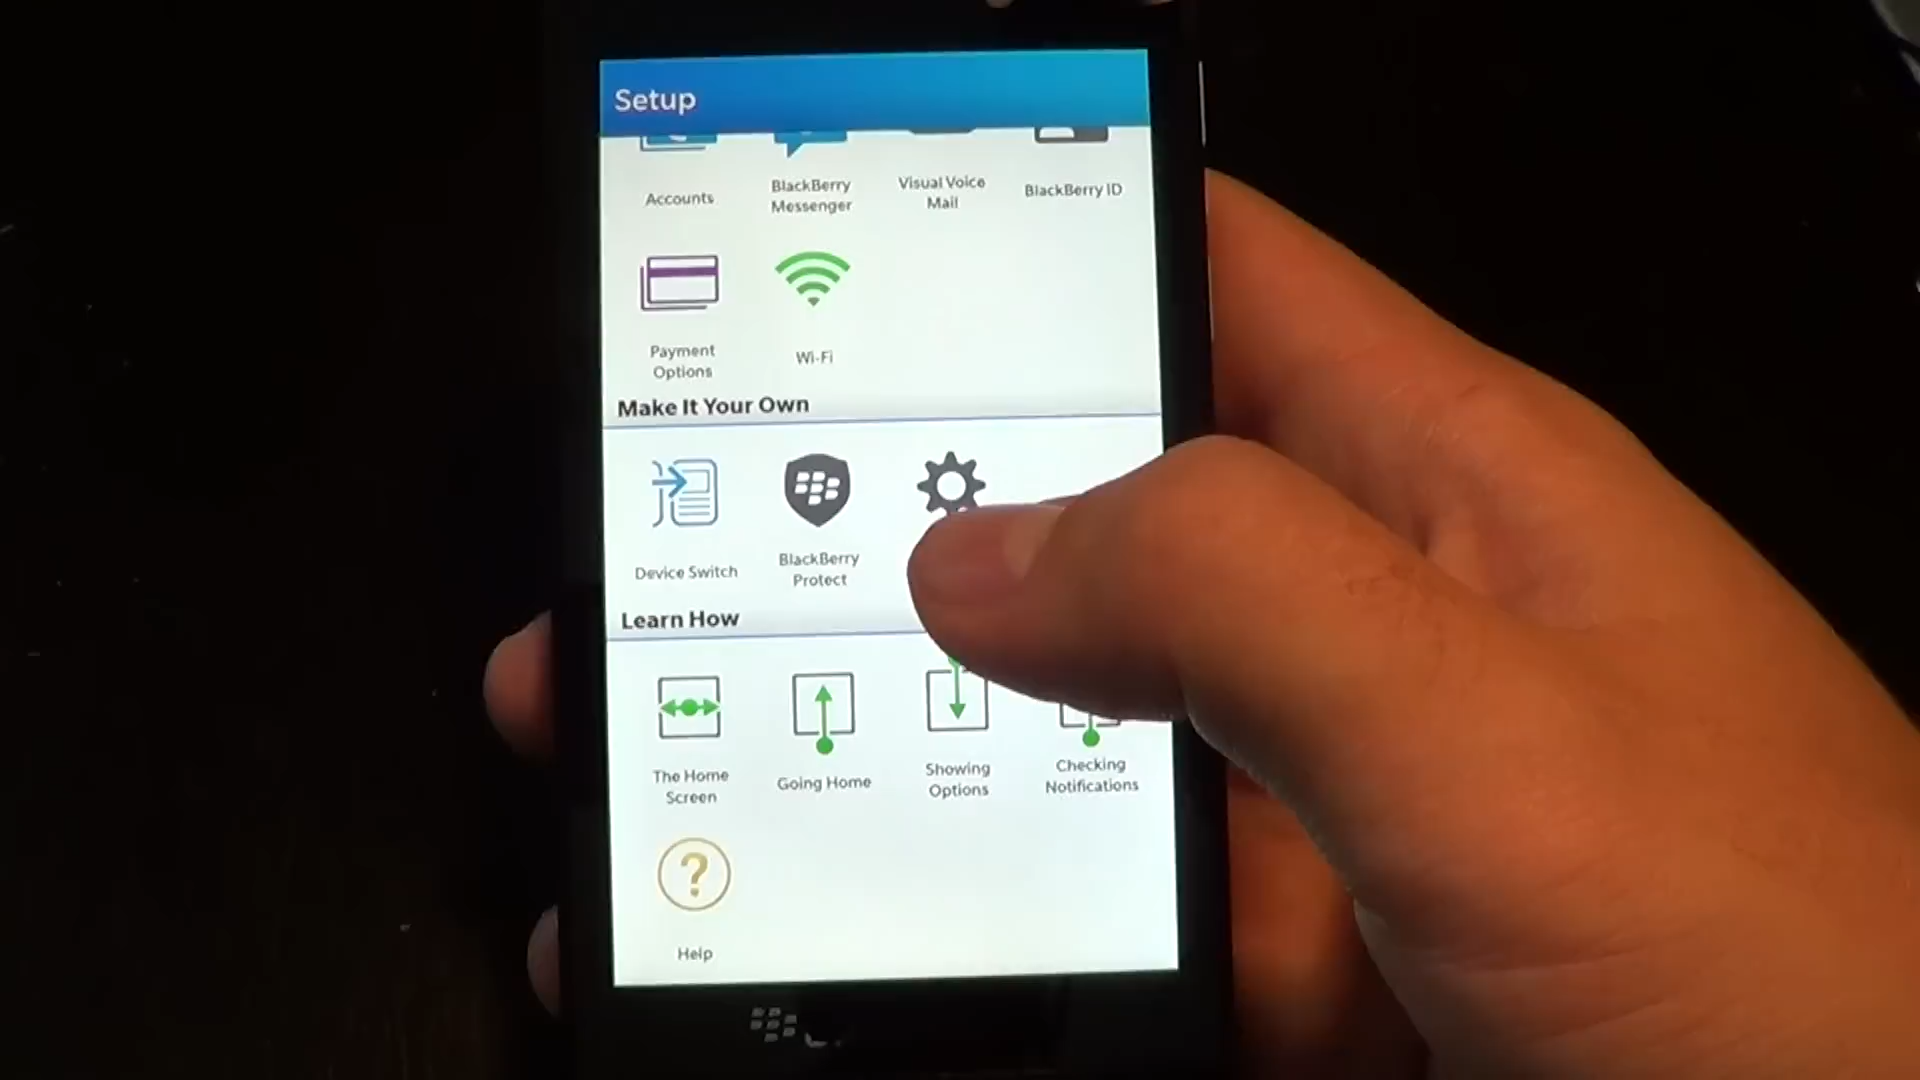 Setup
Accounts
BlackBerry
Messenger
Visual Voice
Mail
BlackBerry ID
Payment
Options
Wi-Fi
Make It Your Own
Device Switch
BlackBerry
Protect
Learn How
The Home
Screen
Going Home
Showing
Options
Checking
Notifications
?
Help